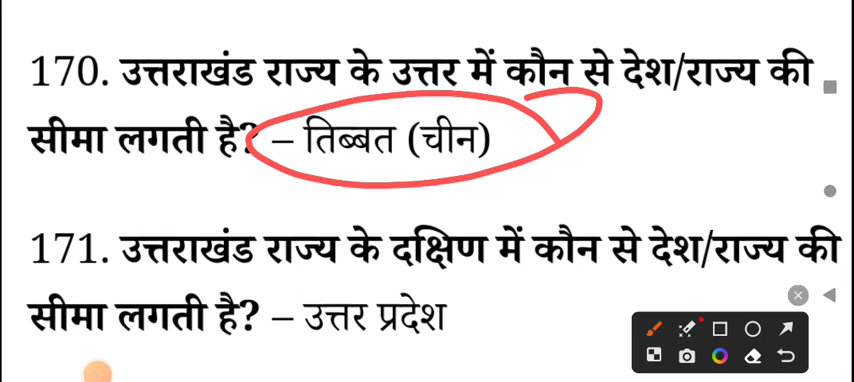 170. उत्तराखंड राज्य के उत्तर में कौन से देश/राज्य की
सीमा लगती है? – तिब्बत (चीन)
171. उत्तराखंड राज्य के दक्षिण में कौन से देश/राज्य की
सीमा लगती है? – उत्तर प्रदेश